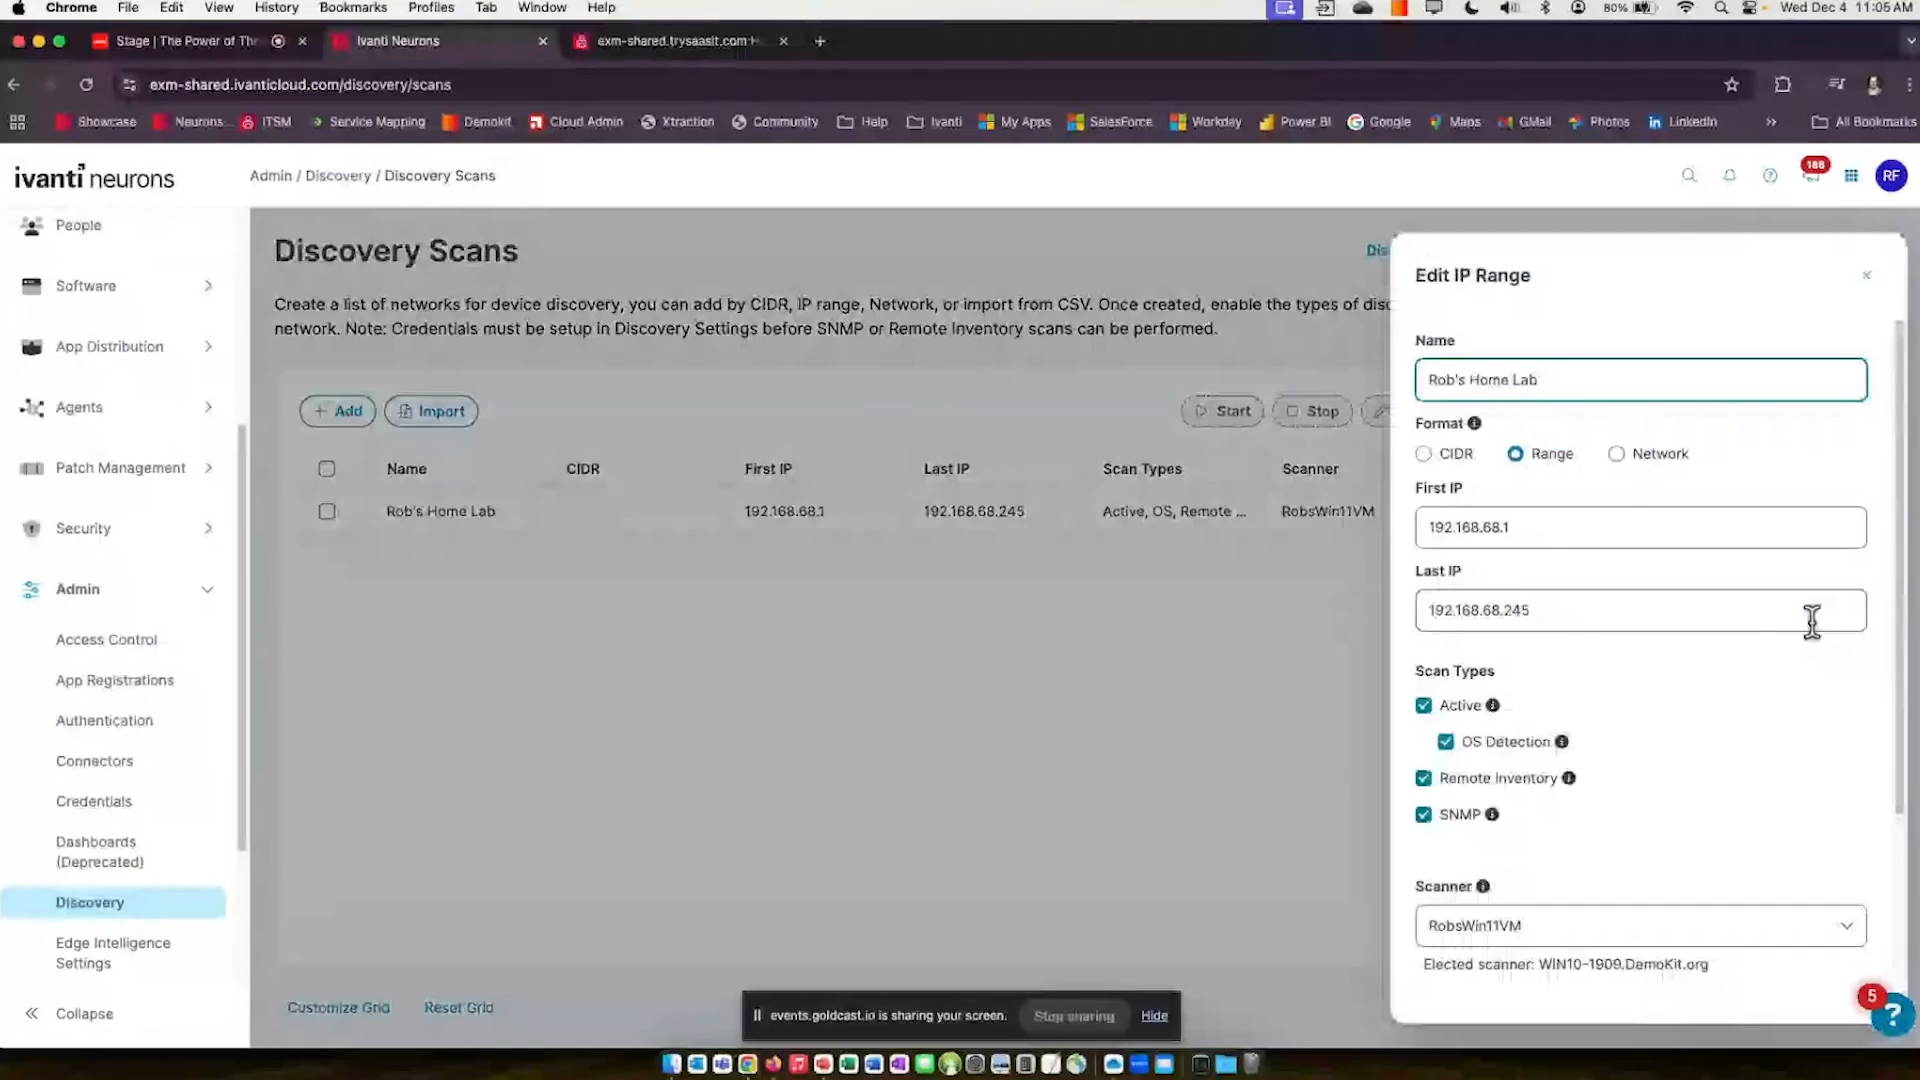 Chrome File Edit View History Bookmarks Profiles Tab Window Help 80% Wed Dec 4 11:05 AM
Stage | The Power of Thr Ivanti Neurons exm-shared.trysaasit.com
exm-shared.ivanticloud.com/discovery/scans
Showcase Neurons... ITSM Service Mapping Demokit Cloud Admin Xtraction Community Help Ivanti My Apps SalesForce Workday Power BI Google Maps GMail Photos LinkedIn » All Bookmarks
ivanti neurons
Admin / Discovery / Discovery Scans
188
RF
People
Software
App Distribution
Agents
Patch Management
Security
Admin
Access Control
App Registrations
Authentication
Connectors
Credentials
Dashboards
(Deprecated)
Discovery
Edge Intelligence
Settings
Collapse
Discovery Scans
Dis
Create a list of networks for device discovery, you can add by CIDR, IP range, Network, or import from CSV. Once created, enable the types of disc
network. Note: Credentials must be setup in Discovery Settings before SNMP or Remote Inventory scans can be performed.
+ Add Import Start Stop
Name CIDR First IP Last IP Scan Types Scanner
Rob's Home Lab 192.168.68.1 192.168.68.245 Active, OS, Remote ... RobsWin11VM
Customize Grid Reset Grid
Edit IP Range
Name
Rob's Home Lab
Format
CIDR Range Network
First IP
192.168.68.1
Last IP
192.168.68.245
Scan Types
Active
OS Detection
Remote Inventory
SNMP
Scanner
RobsWin11VM
Elected scanner: WIN10-1909.DemoKit.org
5
?
events.goldcast.io is sharing your screen. Stop sharing Hide